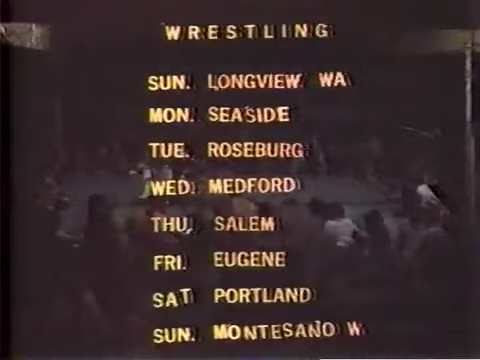 WRESTLING
SUN. LONGVIEW WA
MON. SEASIDE
TUE. ROSEBURG
WED. MEDFORD
THU. SALEM
FRI. EUGENE
SAT PORTLAND
SUN. MONTESANO W.